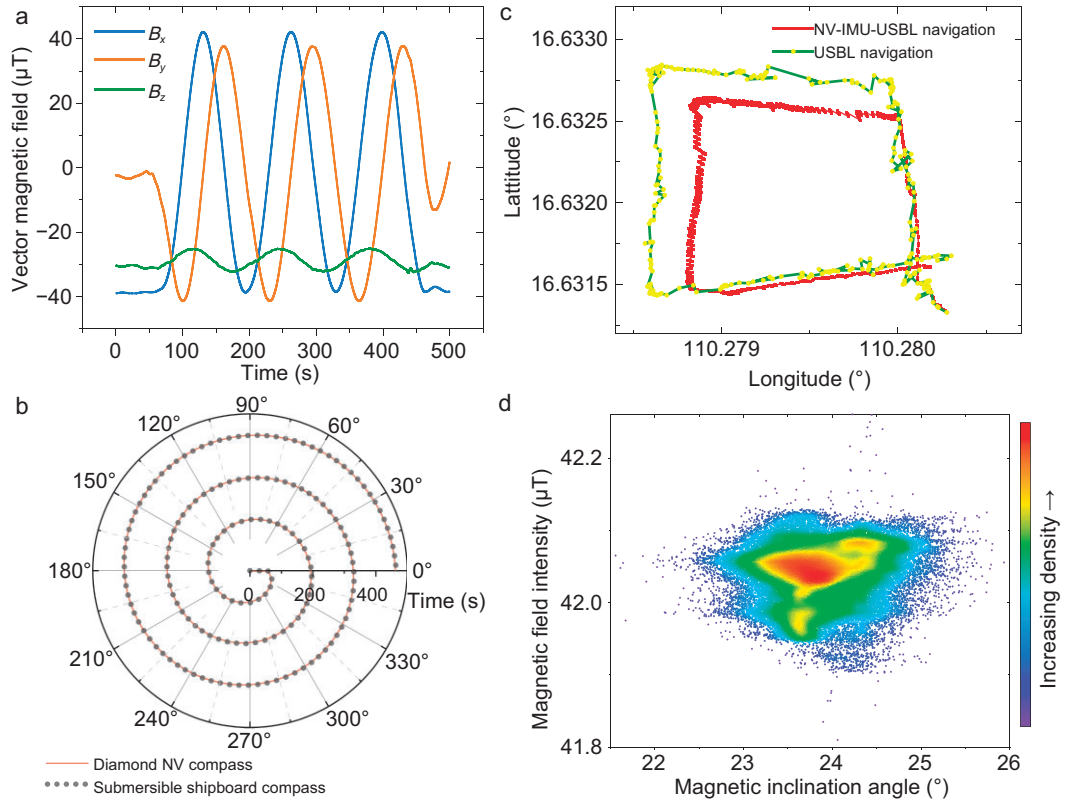 a
Vector magnetic field (µT)
40
20
0
−20
−40
Bx
By
Bz
0
100
200
300
400
500
Time (s)
c
Lattitude (°)
16.6330
16.6325
16.6320
16.6315
NV-IMU-USBL navigation
USBL navigation
110.279
110.280
Longitude (°)
b
90°
120°
60°
150°
30°
180°
0°
0
200
400
Time (s)
210°
330°
240°
300°
270°
Diamond NV compass
Submersible shipboard compass
d
Magnetic field intensity (µT)
42.2
42.0
41.8
22
23
24
25
26
Magnetic inclination angle (°)
Increasing density →